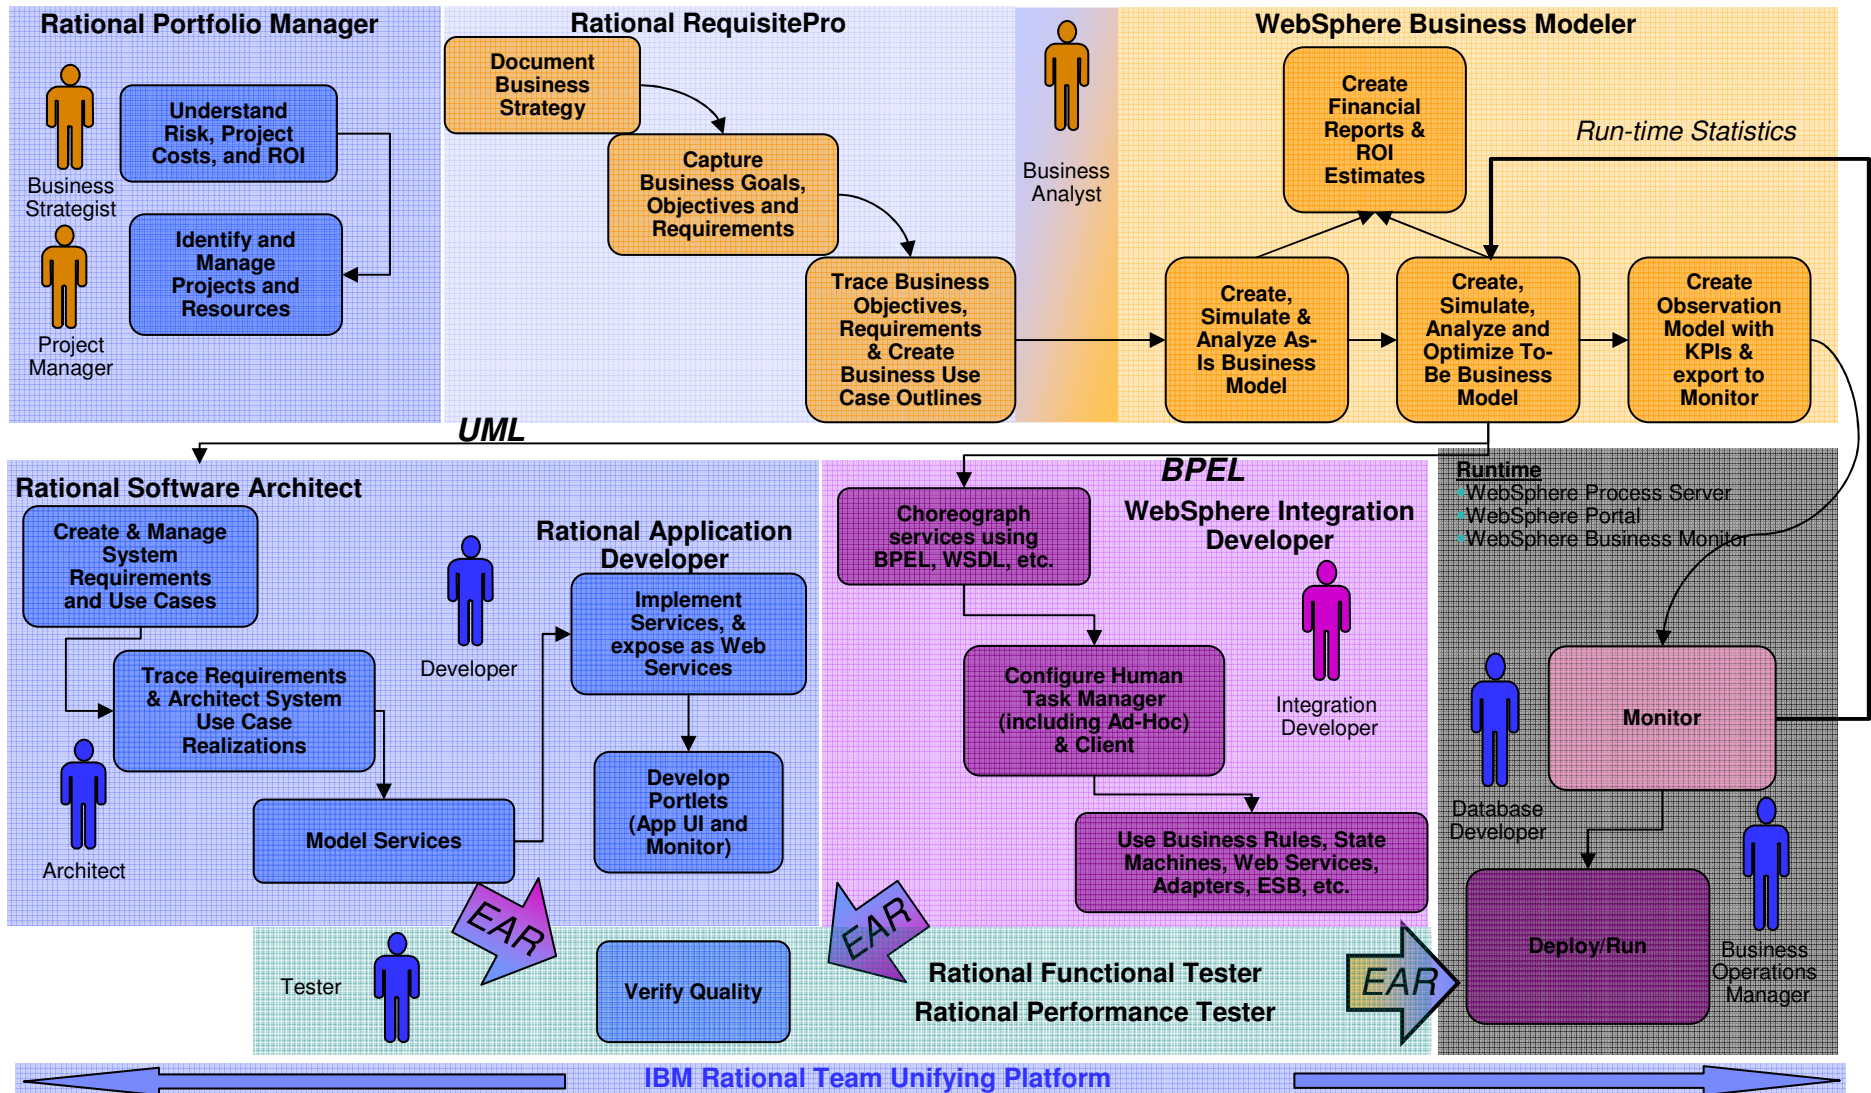 Rational Portfolio Manager
Business
Strategist
Understand
Risk, Project
Costs, and ROI
Project
Manager
Identify and
Manage
Projects and
Resources
Rational RequisitePro
Document
Business
Strategy
Capture
Business Goals,
Objectives and
Requirements
Trace Business
Objectives,
Requirements
& Create
Business Use
Case Outlines
Business
Analyst
WebSphere Business Modeler
Create
Financial
Reports &
ROI
Estimates
Run-time Statistics
Create,
Simulate &
Analyze As-
Is Business
Model
Create,
Simulate,
Analyze and
Optimize To-
Be Business
Model
Create
Observation
Model with
KPIs &
export to
Monitor
UML
Rational Software Architect
Create & Manage
System
Requirements
and Use Cases
Trace Requirements
& Architect System
Use Case
Realizations
Architect
Model Services
Developer
Rational Application
Developer
Implement
Services, &
expose as Web
Services
Develop
Portlets
(App UI and
Monitor)
EAR
BPEL
WebSphere Integration
Developer
Choreograph
services using
BPEL, WSDL, etc.
Configure Human
Task Manager
(including Ad-Hoc)
& Client
Integration
Developer
Use Business Rules, State
Machines, Web Services,
Adapters, ESB, etc.
EAR
Runtime
•WebSphere Process Server
•WebSphere Portal
•WebSphere Business Monitor
Monitor
Database
Developer
Deploy/Run
Business
Operations
Manager
Tester
Verify Quality
Rational Functional Tester
Rational Performance Tester
EAR
IBM Rational Team Unifying Platform